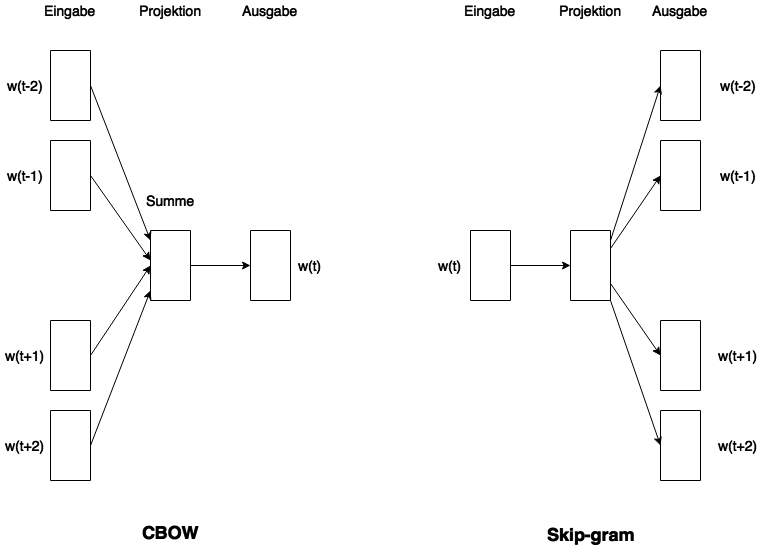 Eingabe Projektion Ausgabe
w(t-2)
w(t-1)
Summe
w(t)
w(t+1)
w(t+2)
CBOW
Eingabe Projektion Ausgabe
w(t-2)
w(t-1)
w(t)
w(t+1)
w(t+2)
Skip-gram